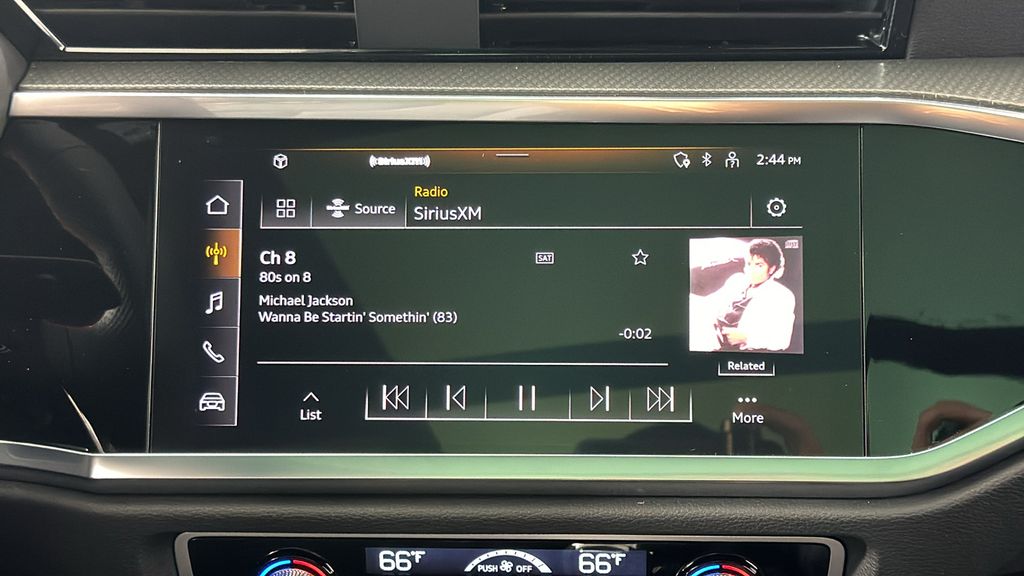 SiriusXM
2:44 PM
Radio
Source
SiriusXM
Ch 8
SAT
80s on 8
Michael Jackson
Wanna Be Startin' Somethin' (83)
-0:02
Related
List
More
66°F
PUSH OFF
66°F